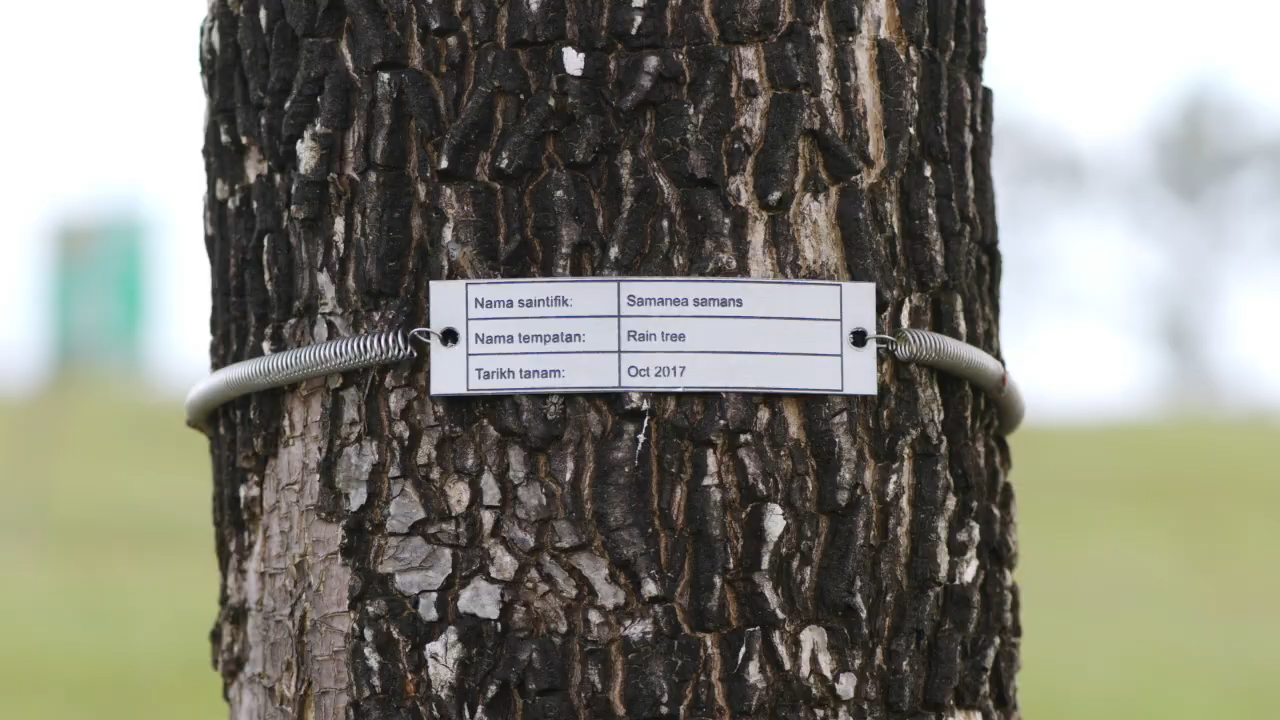 Nama saintifik: Samanea samans
Nama tempatan: Rain tree
Tarikh tanam: Oct 2017